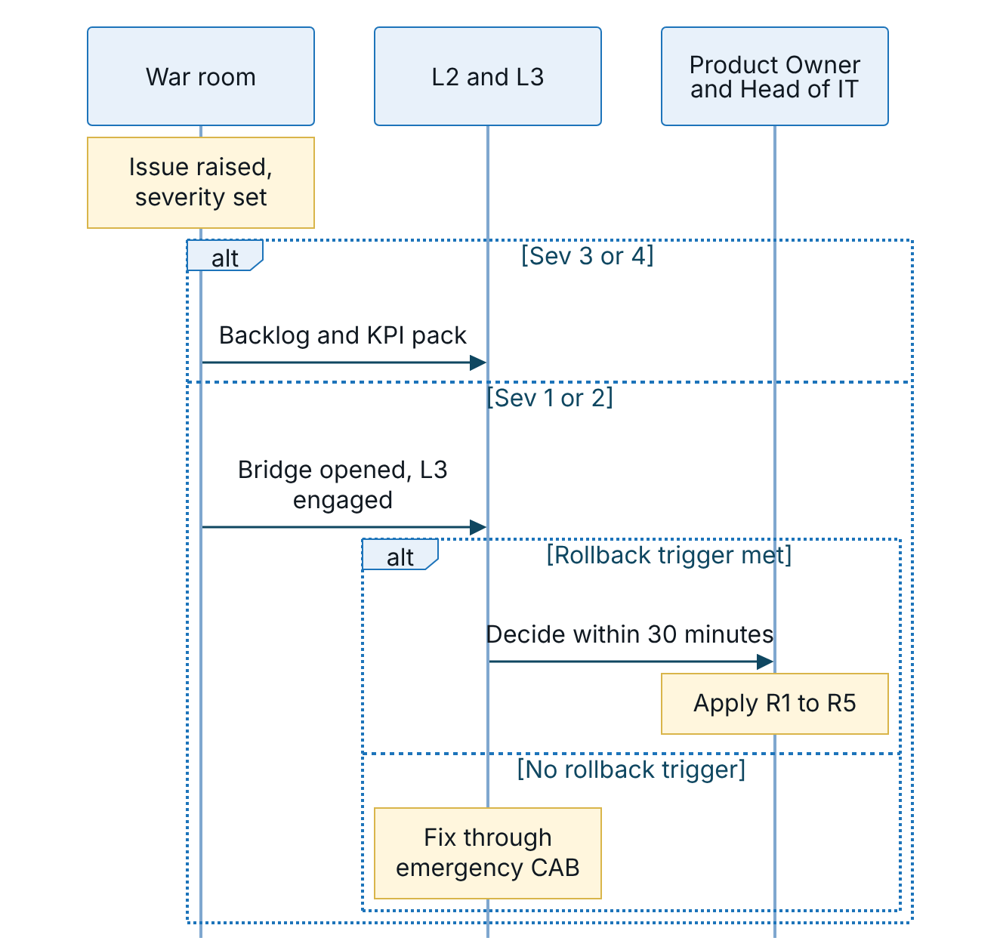 War room
L2 and L3
Product Owner
and Head of IT
Issue raised,
severity set
alt
[Sev 3 or 4]
Backlog and KPI pack
[Sev 1 or 2]
Bridge opened, L3
engaged
alt
[Rollback trigger met]
Decide within 30 minutes
Apply R1 to R5
[No rollback trigger]
Fix through
emergency CAB